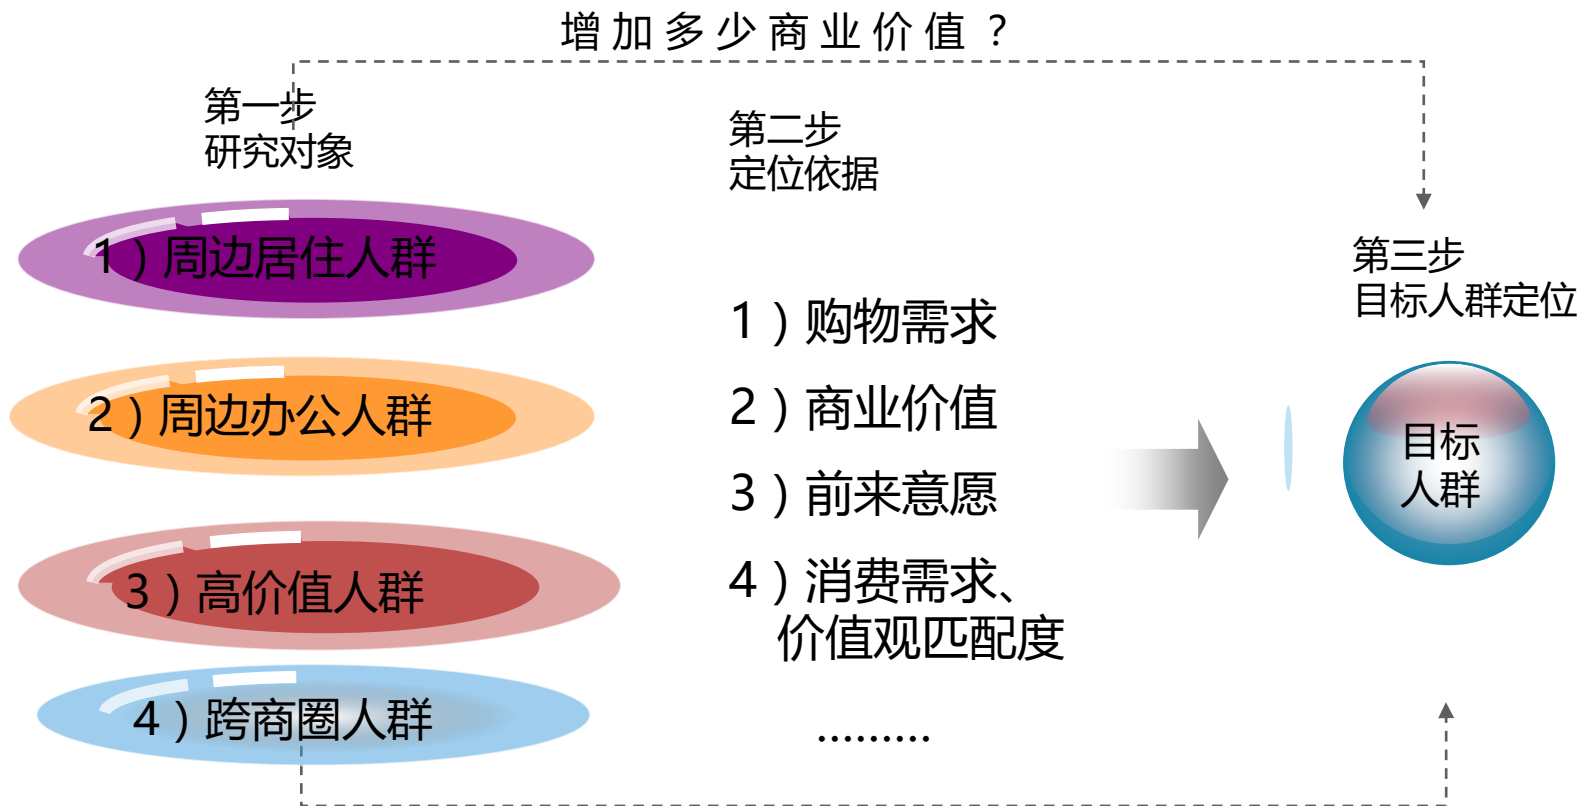 增加多少商业价值？
第一步
研究对象
1）周边居住人群
2）周边办公人群
3）高价值人群
4）跨商圈人群
第二步
定位依据
1）购物需求
2）商业价值
3）前来意愿
4）消费需求、
价值观匹配度
………
第三步
目标人群定位
目标
人群